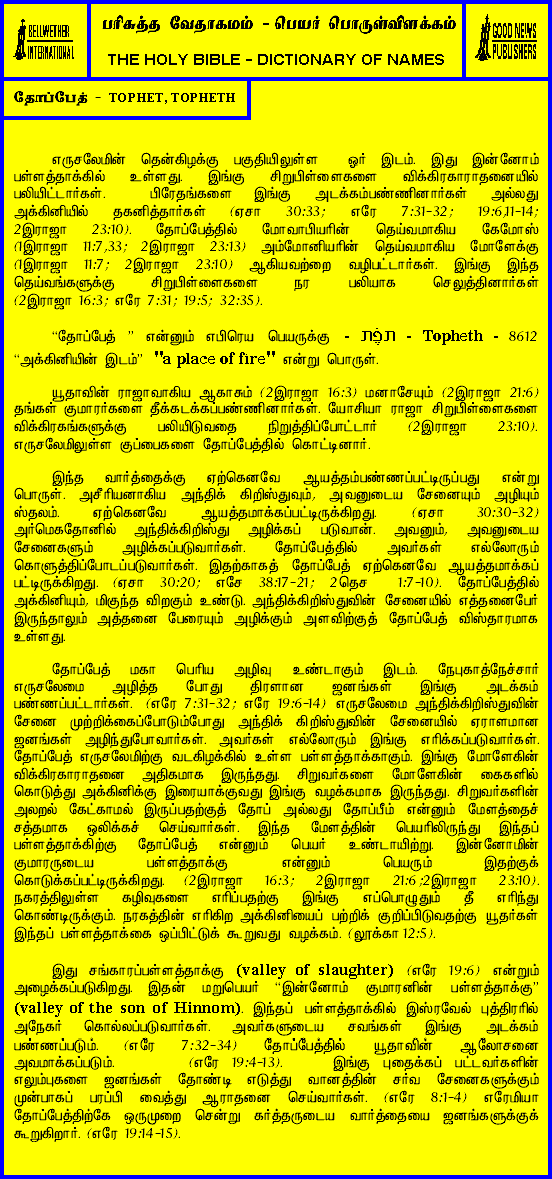 BELLWETHER
INTERNATIONAL
பரிசுத்த வேதாகமம் - பெயர் பொருள்விளக்கம்
THE HOLY BIBLE - DICTIONARY OF NAMES
GOOD NEWS
PUBLISHERS
தோப்பேத் - TOPHET, TOPHETH
எருசலேமின் தென்கிழக்கு பகுதியிலுள்ள ஓர் இடம். இது இன்னோம்
பள்ளத்தாக்கில் உள்ளது. இங்கு சிறுபிள்ளைகளை விக்கிரகாராதனையில்
பலியிட்டார்கள். பிரேதங்களை இங்கு அடக்கம்பண்ணினார்கள் அல்லது
அக்கினியில் தகனித்தார்கள் (ஏசா 30:33; எரே 7:31-32; 19:6,11-14;
2இராஜா 23:10). தோப்பேத்தில் மோவாபியரின் தெய்வமாகிய கேமோஸ்
(1இராஜா 11:7,33; 2இராஜா 23:13) அம்மோனியரின் தெய்வமாகிய மோளேக்கு
(1இராஜா 11:7; 2இராஜா 23:10) ஆகியவற்றை வழிபட்டார்கள். இங்கு இந்த
தெய்வங்களுக்கு சிறுபிள்ளைகளை நர பலியாக செலுத்தினார்கள்
(2இராஜா 16:3; எரே 7:31; 19:5; 32:35).
“தோப்பேத் ” என்னும் எபிரெய பெயருக்கு - תֹּפֶת - Topheth - 8612
“அக்கினியின் இடம்” "a place of fire" என்று பொருள்.
யூதாவின் ராஜாவாகிய ஆகாசும் (2இராஜா 16:3) மனாசேயும் (2இராஜா 21:6)
தங்கள் குமாரர்களை தீக்கடக்கப்பண்ணினார்கள். யோசியா ராஜா சிறுபிள்ளைகளை
விக்கிரகங்களுக்கு பலியிடுவதை நிறுத்திப்போட்டார் (2இராஜா 23:10).
எருசலேமிலுள்ள குப்பைகளை தோப்பேத்தில் கொட்டினார்.
இந்த வார்த்தைக்கு ஏற்கெனவே ஆயத்தம்பண்ணப்பட்டிருப்பது என்று
பொருள். அசீரியனாகிய அந்திக் கிறிஸ்துவும், அவனுடைய சேனையும் அழியும்
ஸ்தலம். ஏற்கெனவே ஆயத்தமாக்கப்பட்டிருக்கிறது. (ஏசா 30:30-32)
அர்மெகதோனில் அந்திக்கிறிஸ்து அழிக்கப் படுவான். அவனும், அவனுடைய
சேனைகளும் அழிக்கப்படுவார்கள். தோப்பேத்தில் அவர்கள் எல்லோரும்
கொளுத்திப்போடப்படுவார்கள். இதற்காகத் தோப்பேத் ஏற்கெனவே ஆயத்தமாக்கப்
பட்டிருக்கிறது. (ஏசா 30:20; எசே 38:17-21; 2தெச 1:7-10). தோப்பேத்தில்
அக்கினியும், மிகுந்த விறகும் உண்டு. அந்திக்கிறிஸ்துவின் சேனையில் எத்தனைபேர்
இருந்தாலும் அத்தனை பேரையும் அழிக்கும் அளவிற்குத் தோப்பேத் விஸ்தாரமாக
உள்ளது.
தோப்பேத் மகா பெரிய அழிவு உண்டாகும் இடம். நேபுகாத்நேச்சார்
எருசலேமை அழித்த போது திரளான ஜனங்கள் இங்கு அடக்கம்
பண்ணப்பட்டார்கள். (எரே 7:31-32; எரே 19:6-14) எருசலேமை அந்திக்கிறிஸ்துவின்
சேனை முற்றிக்கைப்போடும்போது அந்திக் கிறிஸ்துவின் சேனையில் ஏராளமான
ஜனங்கள் அழிந்துபோவார்கள். அவர்கள் எல்லோரும் இங்கு எரிக்கப்படுவார்கள்.
தோப்பேத் எருசலேமிற்கு வடகிழக்கில் உள்ள பள்ளத்தாக்காகும். இங்கு மோளேகின்
விக்கிரகாராதனை அதிகமாக இருந்தது. சிறுவர்களை மோளேகின் கைகளில்
கொடுத்து அக்கினிக்கு இரையாக்குவது இங்கு வழக்கமாக இருந்தது. சிறுவர்களின்
அலறல் கேட்காமல் இருப்பதற்குத் தோப் அல்லது தோப்பீம் என்னும் மேளத்தைச்
சத்தமாக ஒலிக்கச் செய்வார்கள். இந்த மேளத்தின் பெயரிலிருந்து இந்தப்
பள்ளத்தாக்கிற்கு தோப்பேத் என்னும் பெயர் உண்டாயிற்று. இன்னோமின்
குமாரருடைய பள்ளத்தாக்கு என்னும் பெயரும் இதற்குக்
கொடுக்கப்பட்டிருக்கிறது. (2இராஜா 16:3; 2இராஜா 21:6;2இராஜா 23:10).
நகரத்திலுள்ள கழிவுகளை எரிப்பதற்கு இங்கு எப்பொழுதும் தீ எரிந்து
கொண்டிருக்கும். நரகத்தின் எரிகிற அக்கினியைப் பற்றிக் குறிப்பிடுவதற்கு யூதர்கள்
இந்தப் பள்ளத்தாக்கை ஒப்பிட்டுக் கூறுவது வழக்கம். (லூக்கா 12:5).
இது சங்காரப்பள்ளத்தாக்கு (valley of slaughter) (எரே 19:6) என்றும்
அழைக்கப்படுகிறது. இதன் மறுபெயர் “இன்னோம் குமாரனின் பள்ளத்தாக்கு”
(valley of the son of Hinnom). இந்தப் பள்ளத்தாக்கில் இஸ்ரவேல் புத்திரரில்
அநேகர் கொல்லப்படுவார்கள். அவர்களுடைய சவங்கள் இங்கு அடக்கம்
பண்ணப்படும். (எரே 7:32-34) தோப்பேத்தில் யூதாவின் ஆலோசனை
அவமாக்கப்படும். (எரே 19:4-13). இங்கு புதைக்கப் பட்டவர்களின்
எலும்புகளை ஜனங்கள் தோண்டி எடுத்து வானத்தின் சர்வ சேனைகளுக்கும்
முன்பாகப் பரப்பி வைத்து ஆராதனை செய்வார்கள். (எரே 8:1-4) எரேமியா
தோப்பேத்திற்கே ஒருமுறை சென்று கர்த்தருடைய வார்த்தையை ஜனங்களுக்குக்
கூறுகிறார். (எரே 19:14-15).